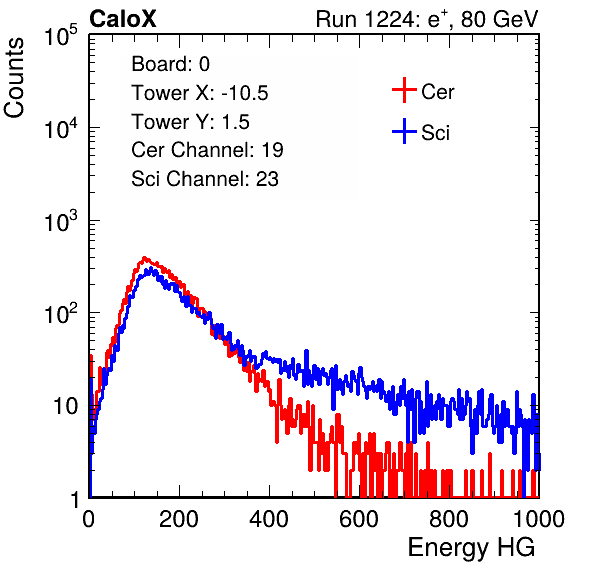 CaloX Run 1224: e⁺, 80 GeV
Counts
10⁵
10⁴
10³
10²
10
1
Board: 0
Tower X: -10.5
Tower Y: 1.5
Cer Channel: 19
Sci Channel: 23
Cer
Sci
0 200 400 600 800 1000
Energy HG